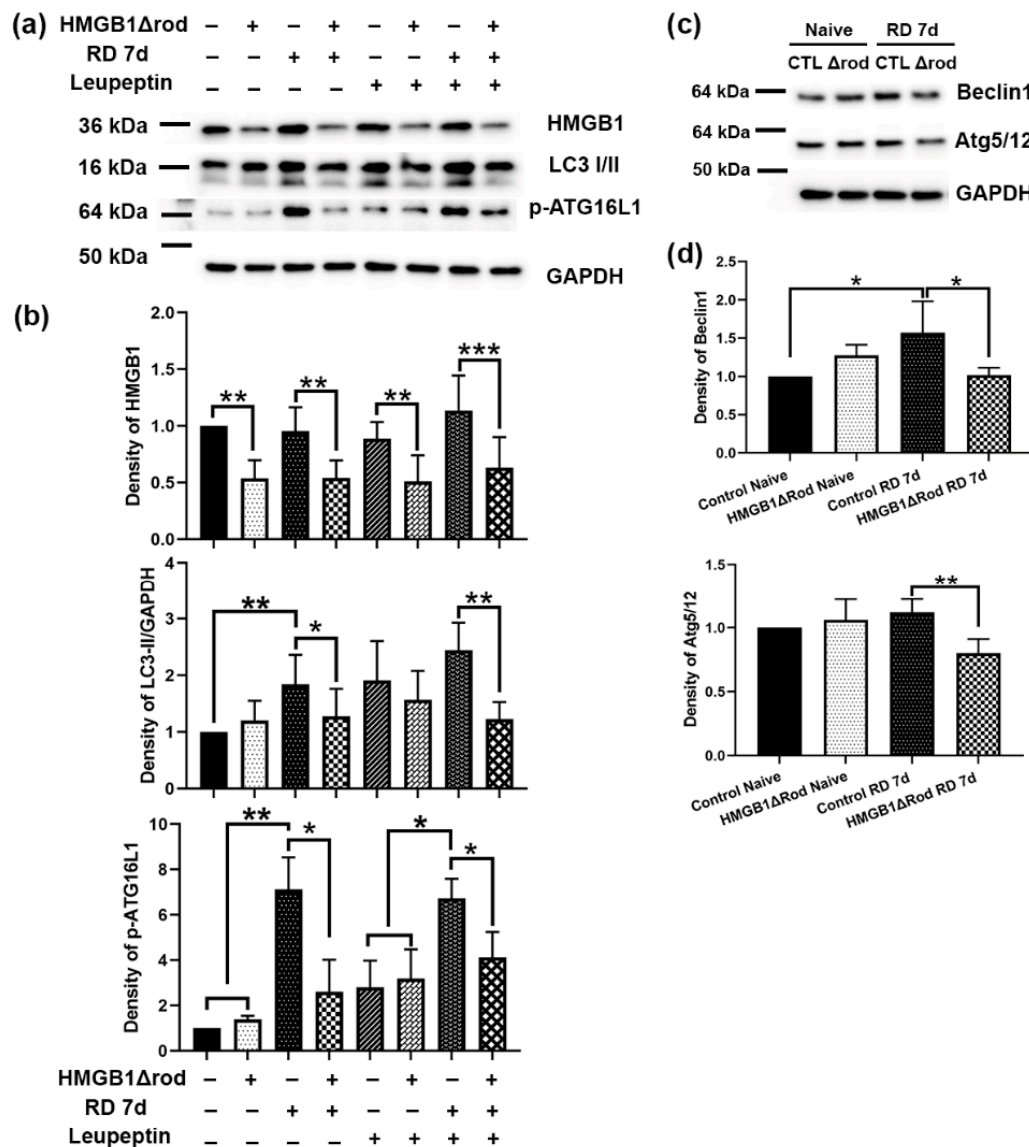 (a)
HMGB1Δrod – + – + – + – +
RD 7d – – + + – – + +
Leupeptin – – – – + + + +
36 kDa HMGB1
16 kDa LC3 I/II
64 kDa p-ATG16L1
50 kDa
GAPDH
(b)
Density of HMGB1
2.0
1.5
1.0
0.5
0.0
** ** ** ***
Density of LC3-II/GAPDH
4
3
2
1
0
** * **
Density of p-ATG16L1
10
8
6
4
2
0
** * * *
HMGB1Δrod – + – + – + – +
RD 7d – – + + – – + +
Leupeptin – – – – + + + +
(c)
Naive RD 7d
CTL Δrod CTL Δrod
64 kDa Beclin1
64 kDa Atg5/12
50 kDa
GAPDH
(d)
Density of Beclin1
2.5
2.0
1.5
1.0
0.5
0.0
* *
Control Naive
HMGB1ΔRod Naive
Control RD 7d
HMGB1ΔRod RD 7d
Density of Atg5/12
1.5
1.0
0.5
0.0
**
Control Naive
HMGB1ΔRod Naive
Control RD 7d
HMGB1ΔRod RD 7d